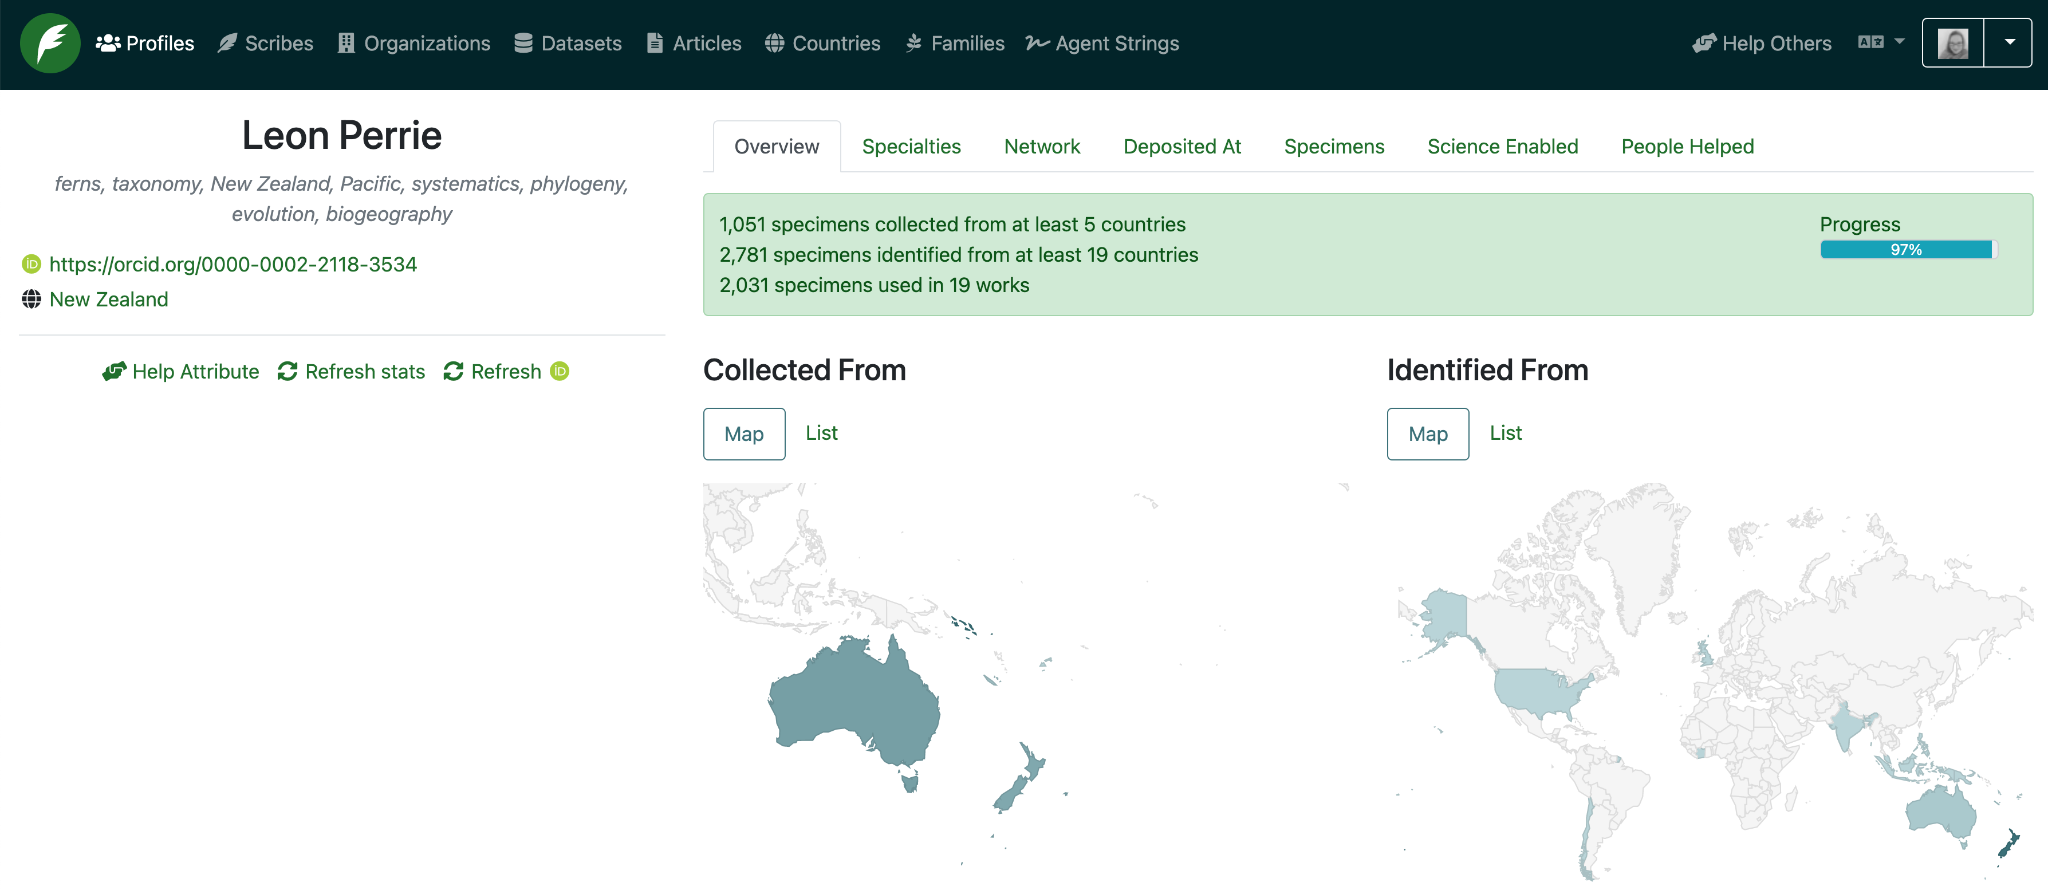 Profiles Scribes Organizations Datasets Articles Countries Families Agent Strings Help Others
Leon Perrie
ferns, taxonomy, New Zealand, Pacific, systematics, phylogeny,
evolution, biogeography
iD https://orcid.org/0000-0002-2118-3534
New Zealand
Help Attribute Refresh stats Refresh iD
Overview Specialties Network Deposited At Specimens Science Enabled People Helped
1,051 specimens collected from at least 5 countries
2,781 specimens identified from at least 19 countries
2,031 specimens used in 19 works
Progress
97%
Collected From
Map List
Identified From
Map List